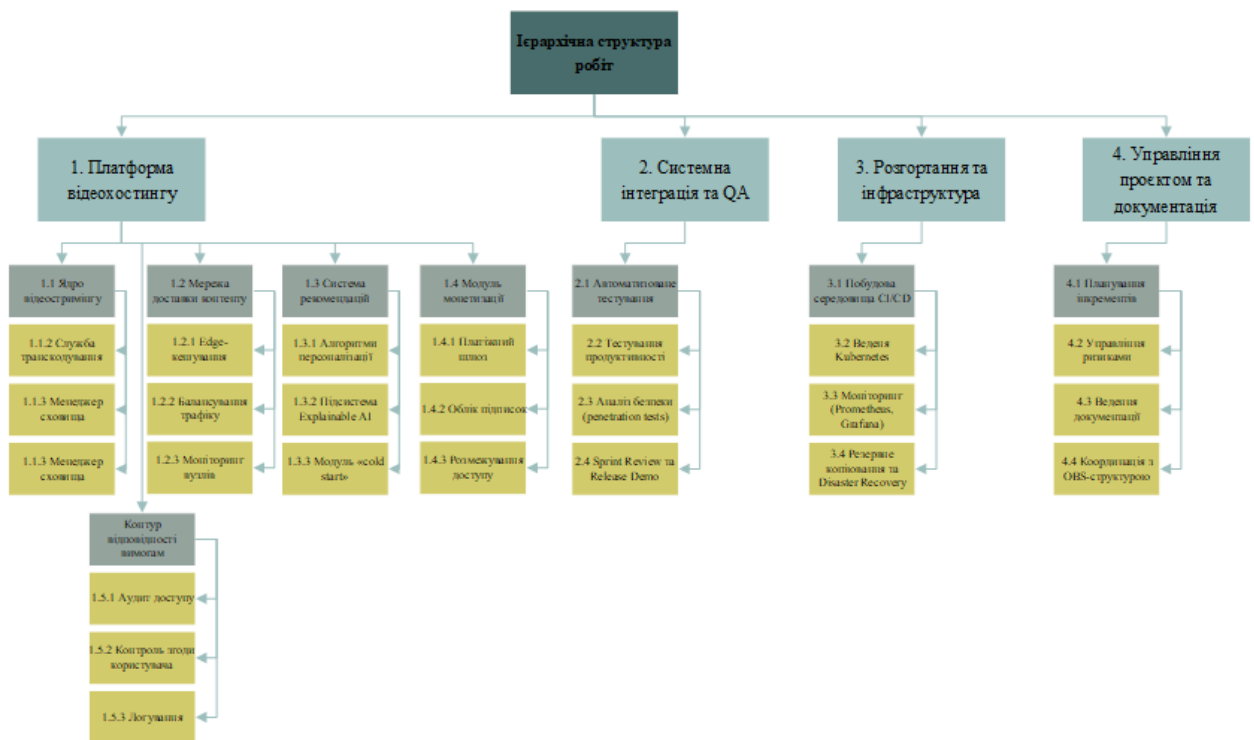 Ієрархічна структура
робіт
1. Платформа
відеохостингу
2. Системна
інтеграція та QA
3. Розгортання та
інфраструктура
4. Управління
проєктом та
документація
1.1 Ядро
відеострімінгу
1.1.2 Служба
транскодування
1.1.3 Менеджер
сховища
1.1.3 Менеджер
сховища
1.2 Мережа
доставки контенту
1.2.1 Edge-
кешування
1.2.2 Балансування
трафіку
1.2.3 Моніторинг
вузлів
1.3 Система
рекомендацій
1.3.1 Алгоритми
персоналізації
1.3.2 Підсистема
Explainable AI
1.3.3 Модуль «cold
start»
1.4 Модуль
монетизації
1.4.1 Платіжний
шлюз
1.4.2 Облік підписок
1.4.3 Розмежування
доступу
2.1 Автоматизоване
тестування
2.2 Тестування
продуктивності
2.3 Аналіз безпеки
(penetration tests)
2.4 Sprint Review та
Release Demo
3.1 Побудова
середовища CI/CD
3.2 Ведення
Kubernetes
3.3 Моніторинг
(Prometheus,
Grafana)
3.4 Резервне
копіювання та
Disaster Recovery
4.1 Планування
інкрементів
4.2 Управління
ризиками
4.3 Ведення
документації
4.4 Координація з
OBS-структурою
Контур
відповідності
вимогам
1.5.1 Аудит доступу
1.5.2 Контроль згоди
користувача
1.5.3 Логування